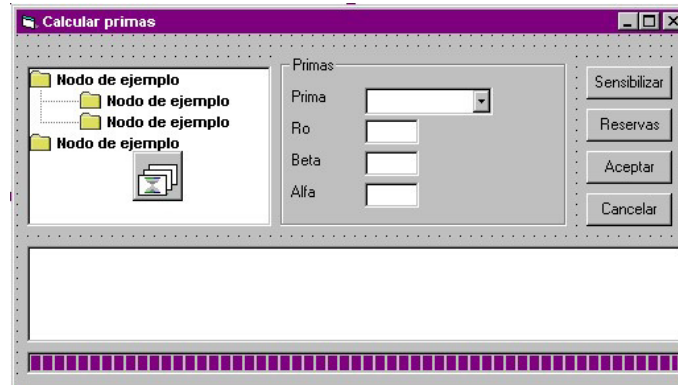 Calcular primas
Nodo de ejemplo
Nodo de ejemplo
Nodo de ejemplo
Nodo de ejemplo
Primas
Prima
Ro
Beta
Alfa
Sensibilizar
Reservas
Aceptar
Cancelar